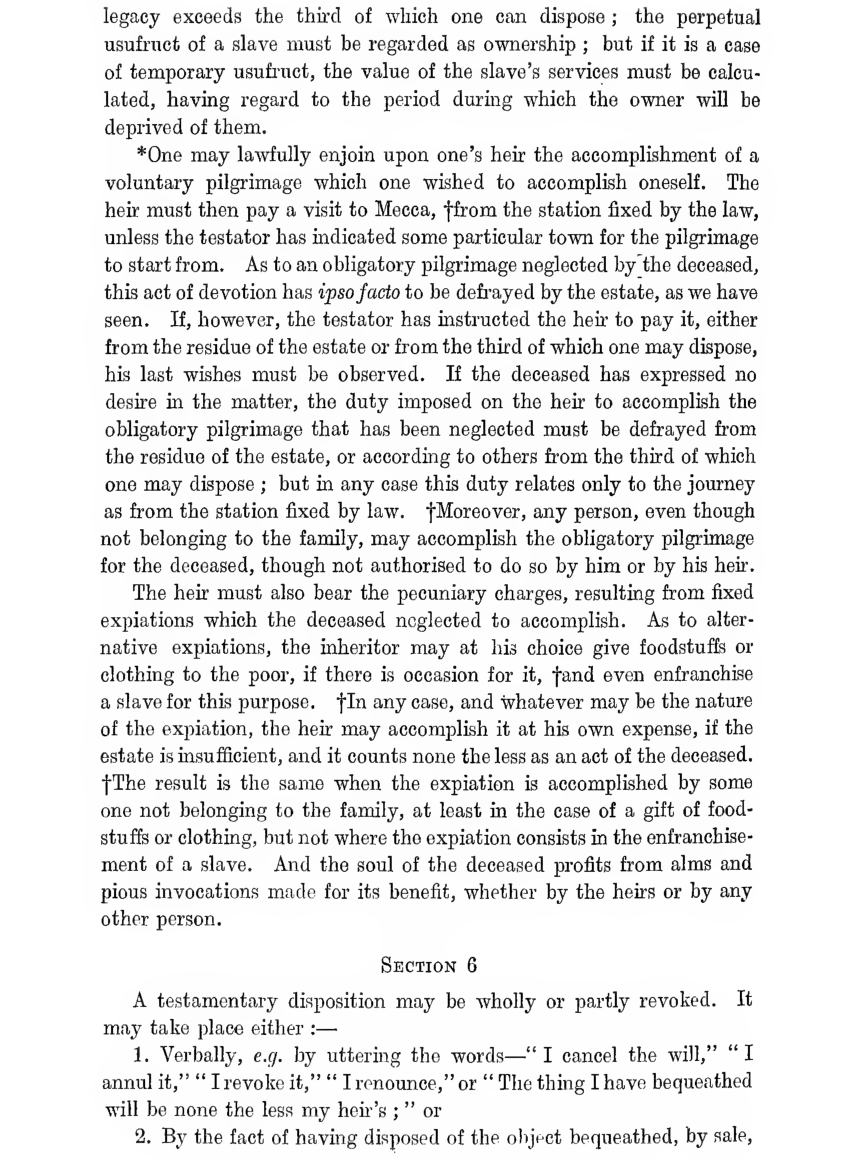 legacy exceeds the third of which one can dispose ; the perpetual
usufruct of a slave must be regarded as ownership ; but if it is a case
of temporary usufruct, the value of the slave's services must be calcu-
lated, having regard to the period during which the owner will be
deprived of them.
*One may lawfully enjoin upon one's heir the accomplishment of a
voluntary pilgrimage which one wished to accomplish oneself. The
heir must then pay a visit to Mecca, †from the station fixed by the law,
unless the testator has indicated some particular town for the pilgrimage
to start from. As to an obligatory pilgrimage neglected by the deceased,
this act of devotion has ipso facto to be defrayed by the estate, as we have
seen. If, however, the testator has instructed the heir to pay it, either
from the residue of the estate or from the third of which one may dispose,
his last wishes must be observed. If the deceased has expressed no
desire in the matter, the duty imposed on the heir to accomplish the
obligatory pilgrimage that has been neglected must be defrayed from
the residue of the estate, or according to others from the third of which
one may dispose ; but in any case this duty relates only to the journey
as from the station fixed by law. †Moreover, any person, even though
not belonging to the family, may accomplish the obligatory pilgrimage
for the deceased, though not authorised to do so by him or by his heir.
The heir must also bear the pecuniary charges, resulting from fixed
expiations which the deceased neglected to accomplish. As to alter-
native expiations, the inheritor may at his choice give foodstuffs or
clothing to the poor, if there is occasion for it, †and even enfranchise
a slave for this purpose. †In any case, and whatever may be the nature
of the expiation, the heir may accomplish it at his own expense, if the
estate is insufficient, and it counts none the less as an act of the deceased.
†The result is the same when the expiation is accomplished by some
one not belonging to the family, at least in the case of a gift of food-
stuffs or clothing, but not where the expiation consists in the enfranchise-
ment of a slave. And the soul of the deceased profits from alms and
pious invocations made for its benefit, whether by the heirs or by any
other person.
SECTION 6
A testamentary disposition may be wholly or partly revoked. It
may take place either :—
1. Verbally, e.g. by uttering the words—“ I cancel the will,” “ I
annul it,” “ I revoke it,” “ I renounce,” or “ The thing I have bequeathed
will be none the less my heir's ; ” or
2. By the fact of having disposed of the object bequeathed, by sale,